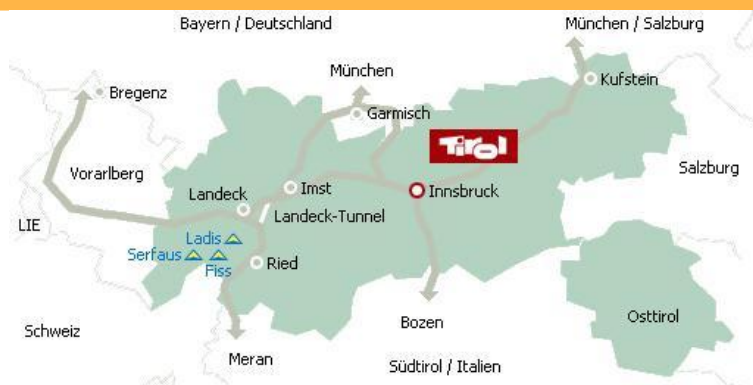 Bayern / Deutschland
München / Salzburg
München
Kufstein
Bregenz
Garmisch
Tirol
Vorarlberg
Salzburg
Landeck
Imst
Innsbruck
LIE
Landeck-Tunnel
Ladis
Serfaus
Fiss
Ried
Osttirol
Schweiz
Bozen
Meran
Südtirol / Italien